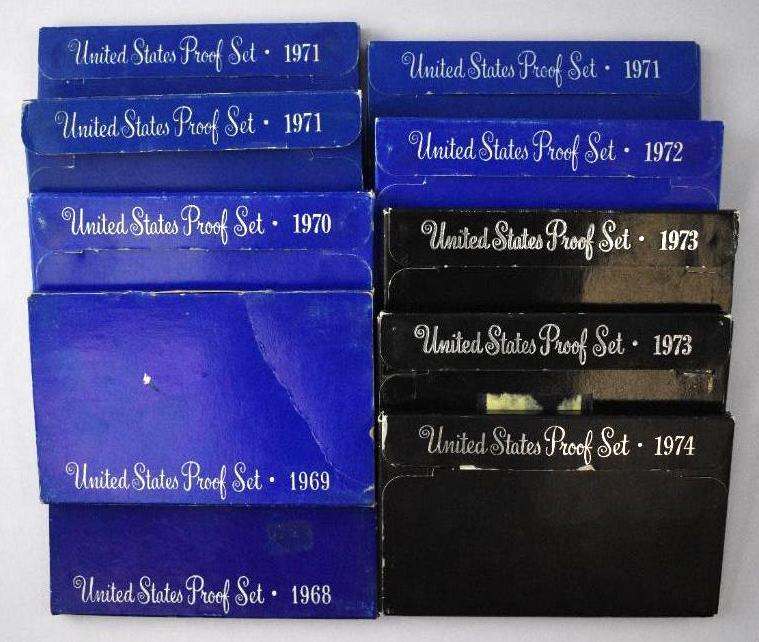 United States Proof Set • 1971
United States Proof Set • 1971
United States Proof Set • 1970
United States Proof Set • 1969
United States Proof Set • 1968
United States Proof Set • 1971
United States Proof Set • 1972
United States Proof Set • 1973
United States Proof Set • 1973
United States Proof Set • 1974